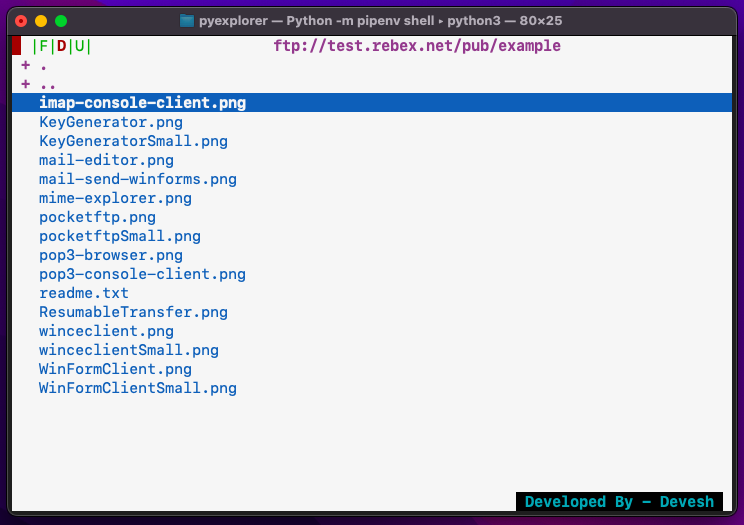 pyexplorer — Python -m pipenv shell ▸ python3 — 80×25
|F|D|U| ftp://test.rebex.net/pub/example
+ .
+ ..
imap-console-client.png
KeyGenerator.png
KeyGeneratorSmall.png
mail-editor.png
mail-send-winforms.png
mime-explorer.png
pocketftp.png
pocketftpSmall.png
pop3-browser.png
pop3-console-client.png
readme.txt
ResumableTransfer.png
winceclient.png
winceclientSmall.png
WinFormClient.png
WinFormClientSmall.png
Developed By - Devesh